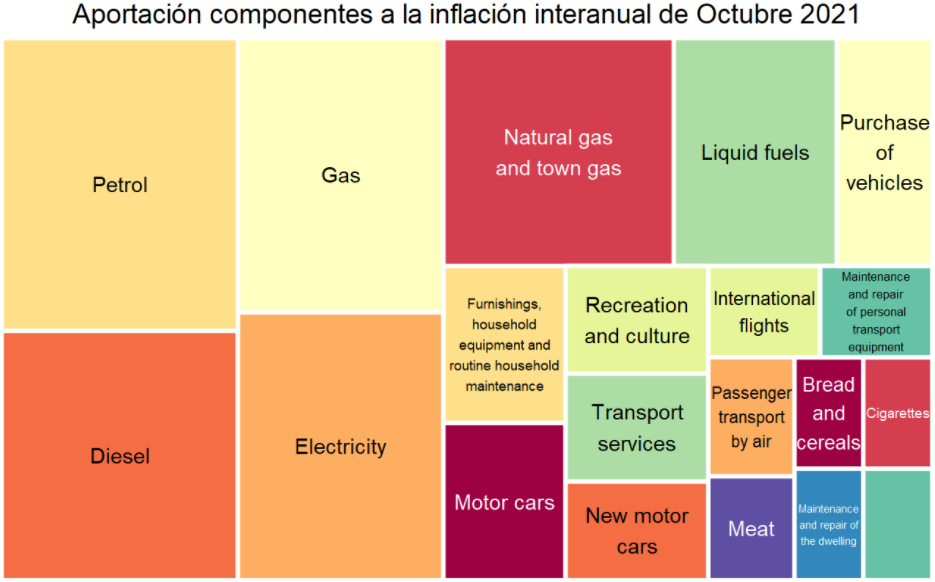 Aportación componentes a la inflación interanual de Octubre 2021
Petrol
Gas
Natural gas
and town gas
Liquid fuels
Purchase
of
vehicles
Diesel
Electricity
Furnishings,
household
equipment and
routine household
maintenance
Motor cars
Recreation
and culture
Transport
services
New motor
cars
International
flights
Maintenance
and repair
of personal
transport
equipment
Passenger
transport
by air
Bread
and
cereals
Cigarettes
Meat
Maintenance
and repair of
the dwelling